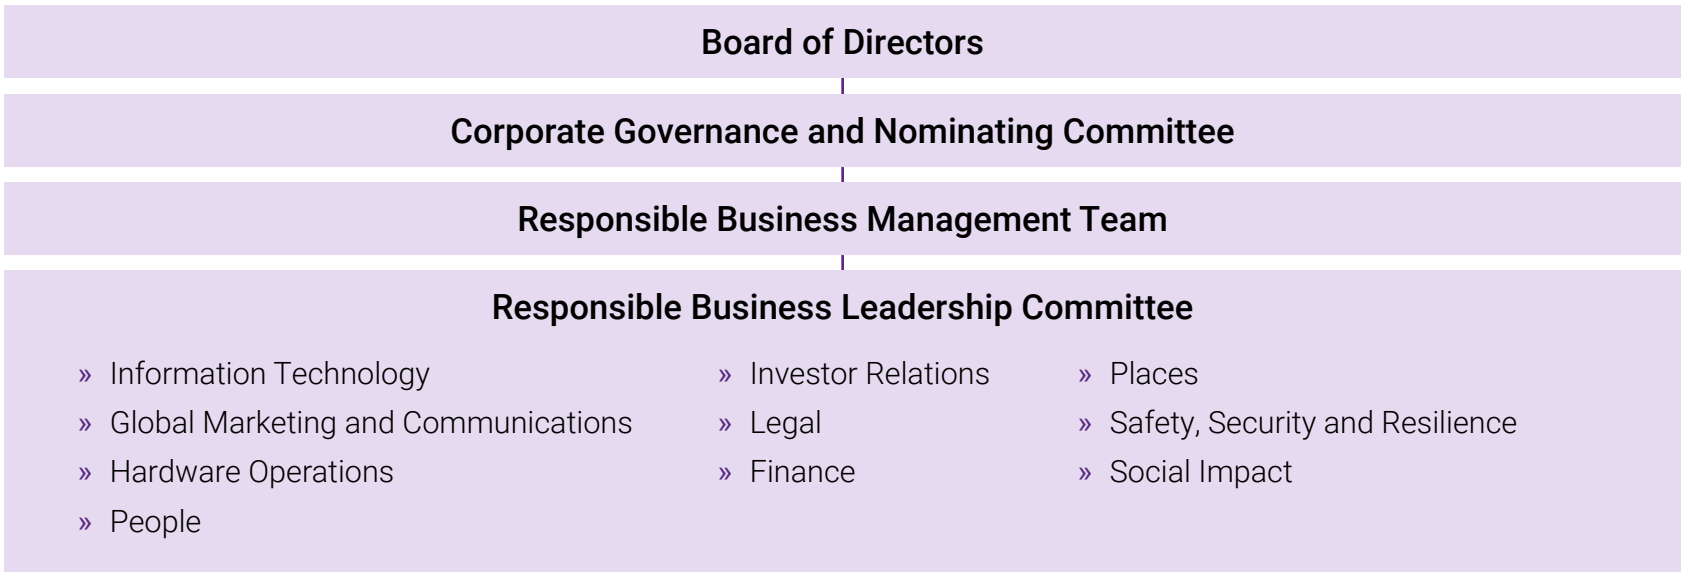 Board of Directors
Corporate Governance and Nominating Committee
Responsible Business Management Team
Responsible Business Leadership Committee
» Information Technology
» Global Marketing and Communications
» Hardware Operations
» People
» Investor Relations
» Legal
» Finance
» Places
» Safety, Security and Resilience
» Social Impact